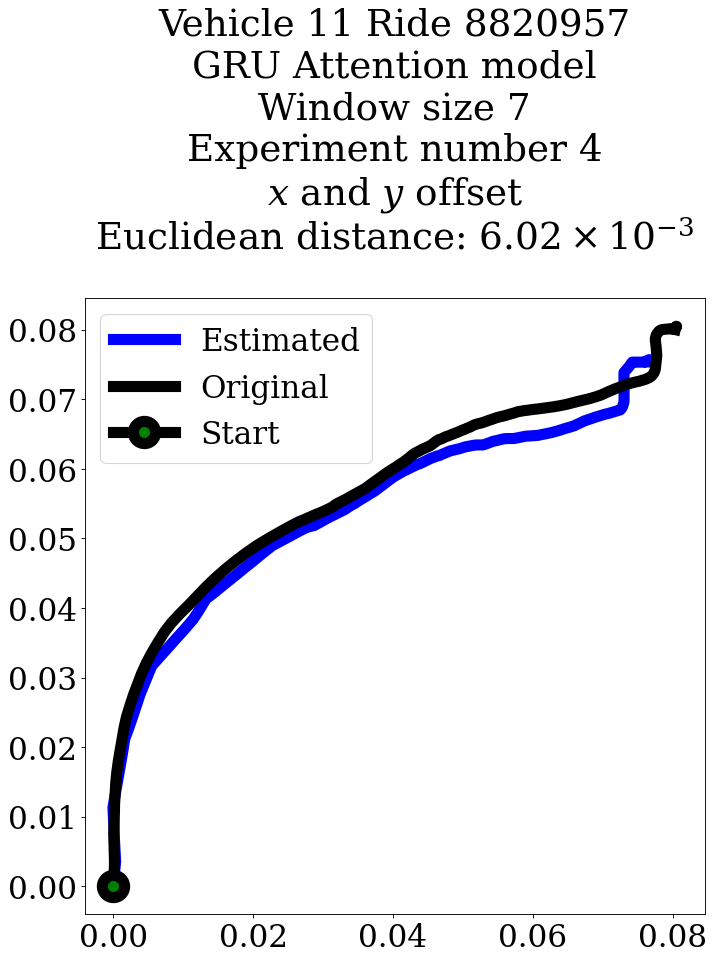 Vehicle 11 Ride 8820957
GRU Attention model
Window size 7
Experiment number 4
x and y offset
Euclidean distance: 6.02 × 10⁻³
Estimated
Original
Start
0.08
0.07
0.06
0.05
0.04
0.03
0.02
0.01
0.00
0.00 0.02 0.04 0.06 0.08